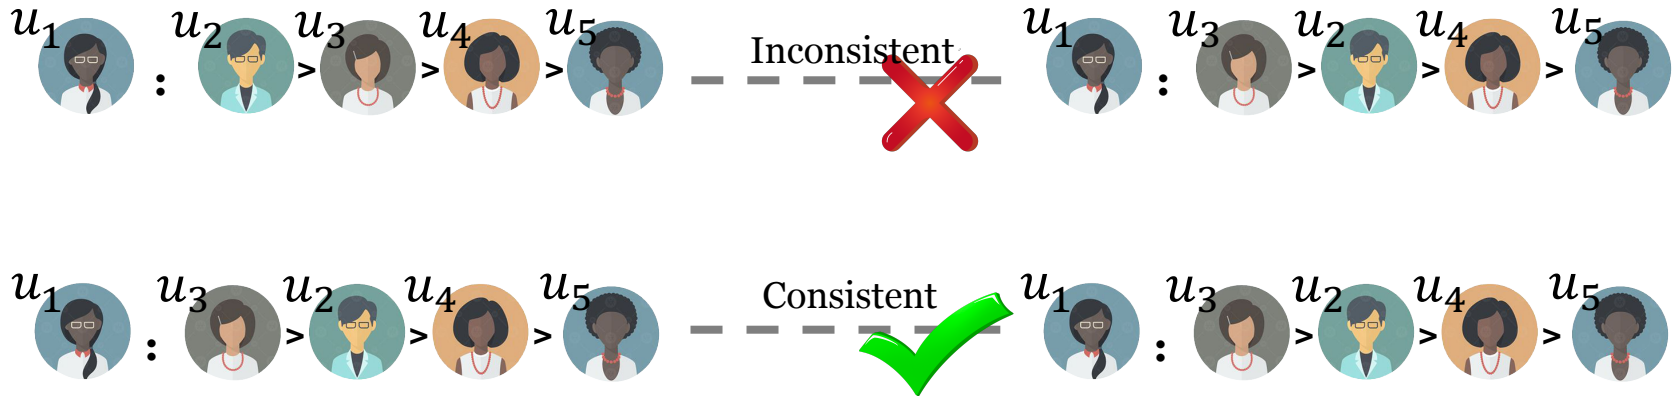 u₁ : u₂ > u₃ > u₄ > u₅ Inconsistent u₁ : u₃ > u₂ > u₄ > u₅
u₁ : u₃ > u₂ > u₄ > u₅ Consistent u₁ : u₃ > u₂ > u₄ > u₅